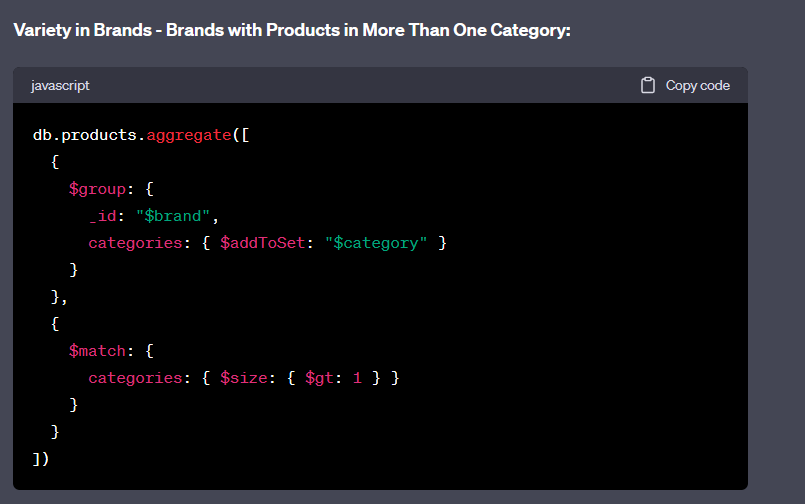 Variety in Brands - Brands with Products in More Than One Category:
javascript Copy code
db.products.aggregate([
  {
    $group: {
      _id: "$brand",
      categories: { $addToSet: "$category" }
    }
  },
  {
    $match: {
      categories: { $size: { $gt: 1 } }
    }
  }
])